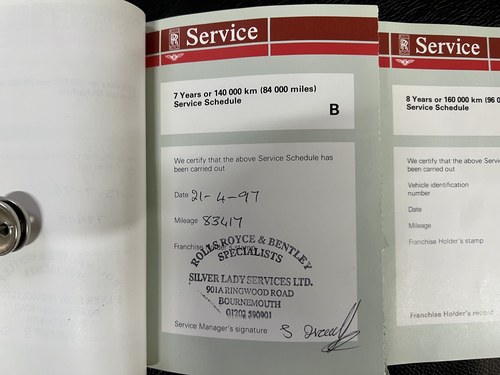 Service
7 Years or 140 000 km (84 000 miles)
Service Schedule
B
We certify that the above Service Schedule has
been carried out
Date 21-4-97
Mileage 83417
Franchise
ROLLS ROYCE & BENTLEY
SPECIALISTS
SILVER LADY SERVICES LTD.
901A RINGWOOD ROAD
BOURNEMOUTH
01202 590901
Service Manager's signature
Service
8 Years or 160 000 km (96 0
Service Schedule
We certify that the above Servi
been carried out
Vehicle identification
number
Date
Mileage
Franchise Holder's stamp
Franchise Holder's record